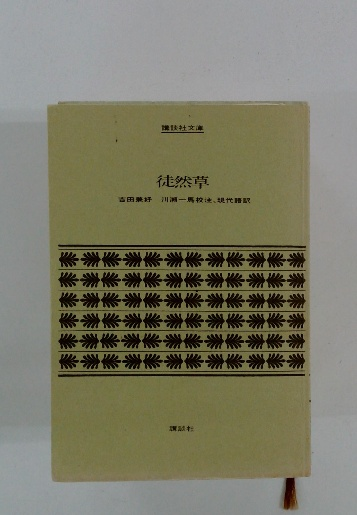 講談社文庫
徒然草
吉田兼好　川瀬一馬校注、現代語訳
講談社